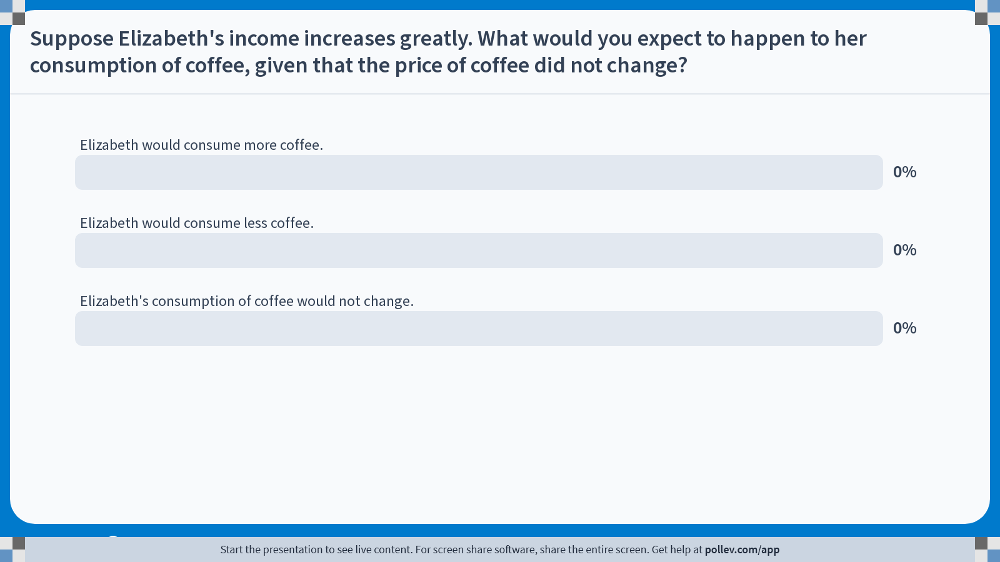 Suppose Elizabeth's income increases greatly. What would you expect to happen to her
consumption of coffee, given that the price of coffee did not change?
Elizabeth would consume more coffee.
0%
Elizabeth would consume less coffee.
0%
Elizabeth's consumption of coffee would not change.
0%
Start the presentation to see live content. For screen share software, share the entire screen. Get help at pollev.com/app